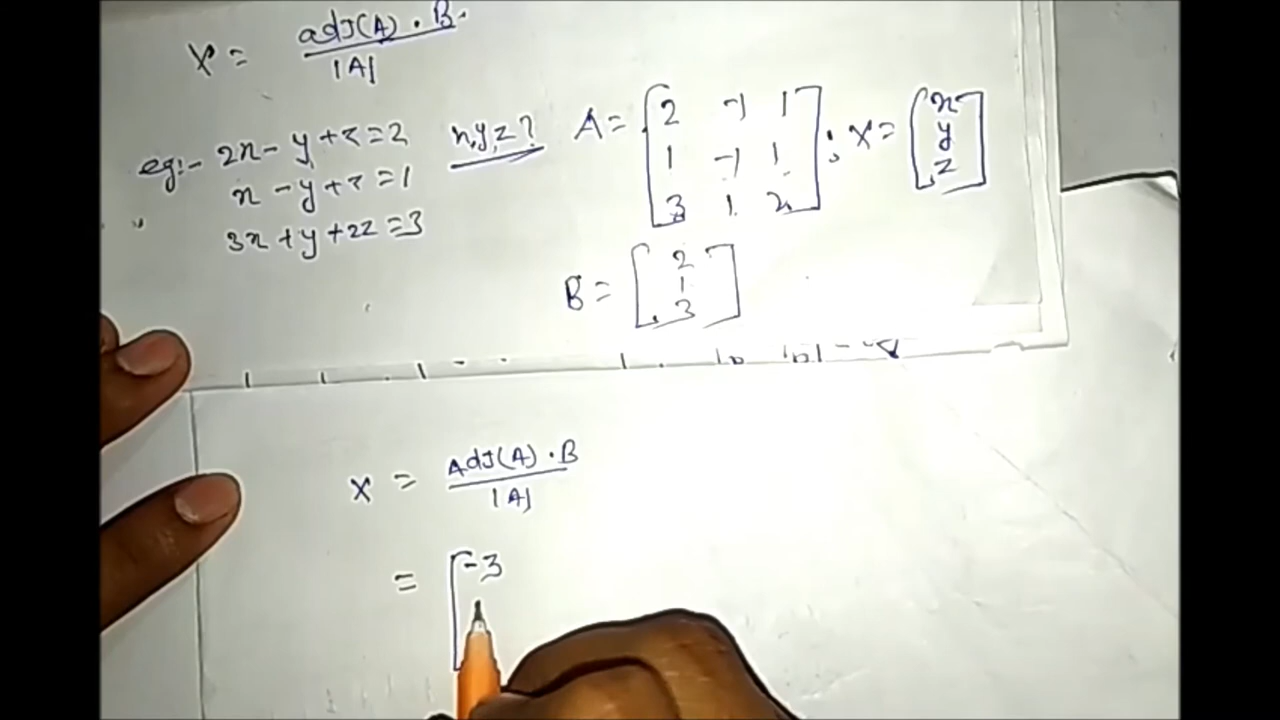 X = adJ(A) . B
|A|
eg:- 2x - y + z = 2
x - y + z = 1
3x + y + 2z = 3
x, y, z ?
A = [ 2 -1 1
1 -1 1
3 1 2 ] ; X = [ x
y
z ]
B = [ 2
1
3 ]
X = AdJ(A) . B
|A|
= [ -3